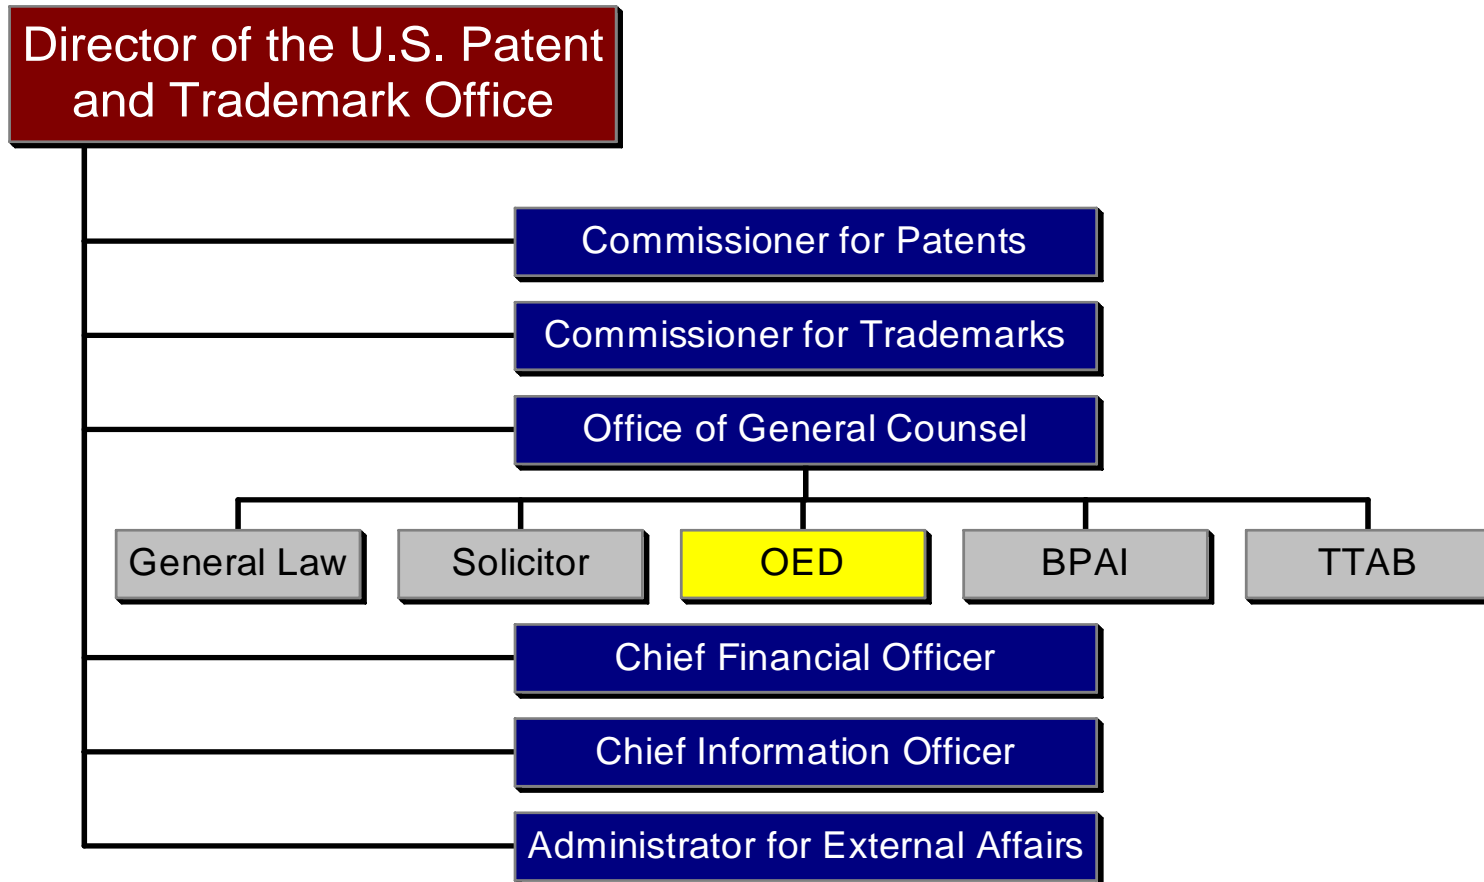 Director of the U.S. Patent
and Trademark Office
Commissioner for Patents
Commissioner for Trademarks
Office of General Counsel
General Law
Solicitor
OED
BPAI
TTAB
Chief Financial Officer
Chief Information Officer
Administrator for External Affairs